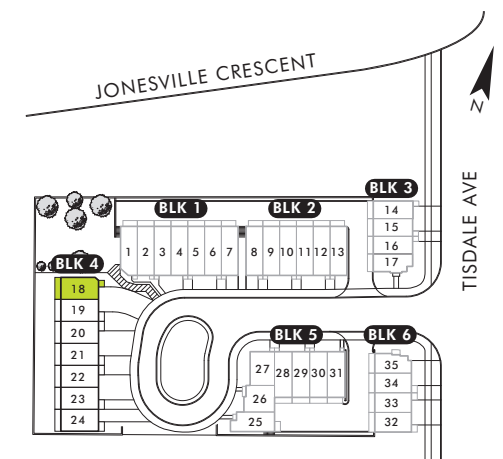 JONESVILLE CRESCENT
N
TISDALE AVE
BLK 3
14
15
16
17
BLK 1
1 2 3 4 5 6 7
BLK 2
8 9 10 11 12 13
BLK 4
18
19
20
21
22
23
24
BLK 5
27 28 29 30 31
26
25
BLK 6
35
34
33
32